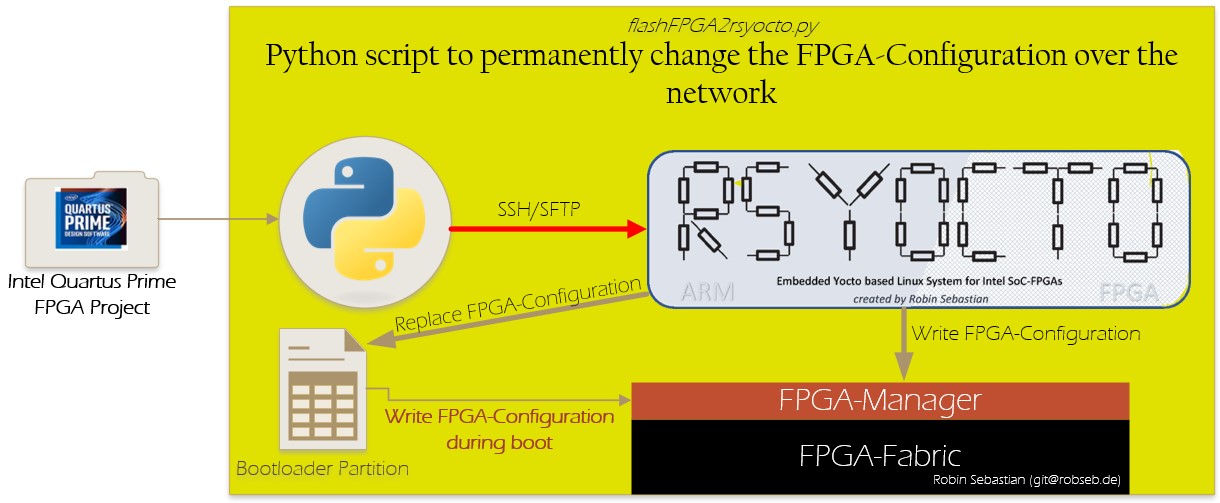 flashFPGA2rsyocto.py
Python script to permanently change the FPGA-Configuration over the
network
intel
QUARTUS
PRIME
DESIGN SOFTWARE
Intel Quartus Prime
FPGA Project
SSH/SFTP
RSYOCTO
Embedded Yocto based Linux System for Intel SoC-FPGAs
ARM
FPGA
created by Robin Sebastian
Replace FPGA-Configuration
Write FPGA-Configuration
Bootloader Partition
Write FPGA-Configuration
during boot
FPGA-Manager
FPGA-Fabric
Robin Sebastian (git@robseb.de)